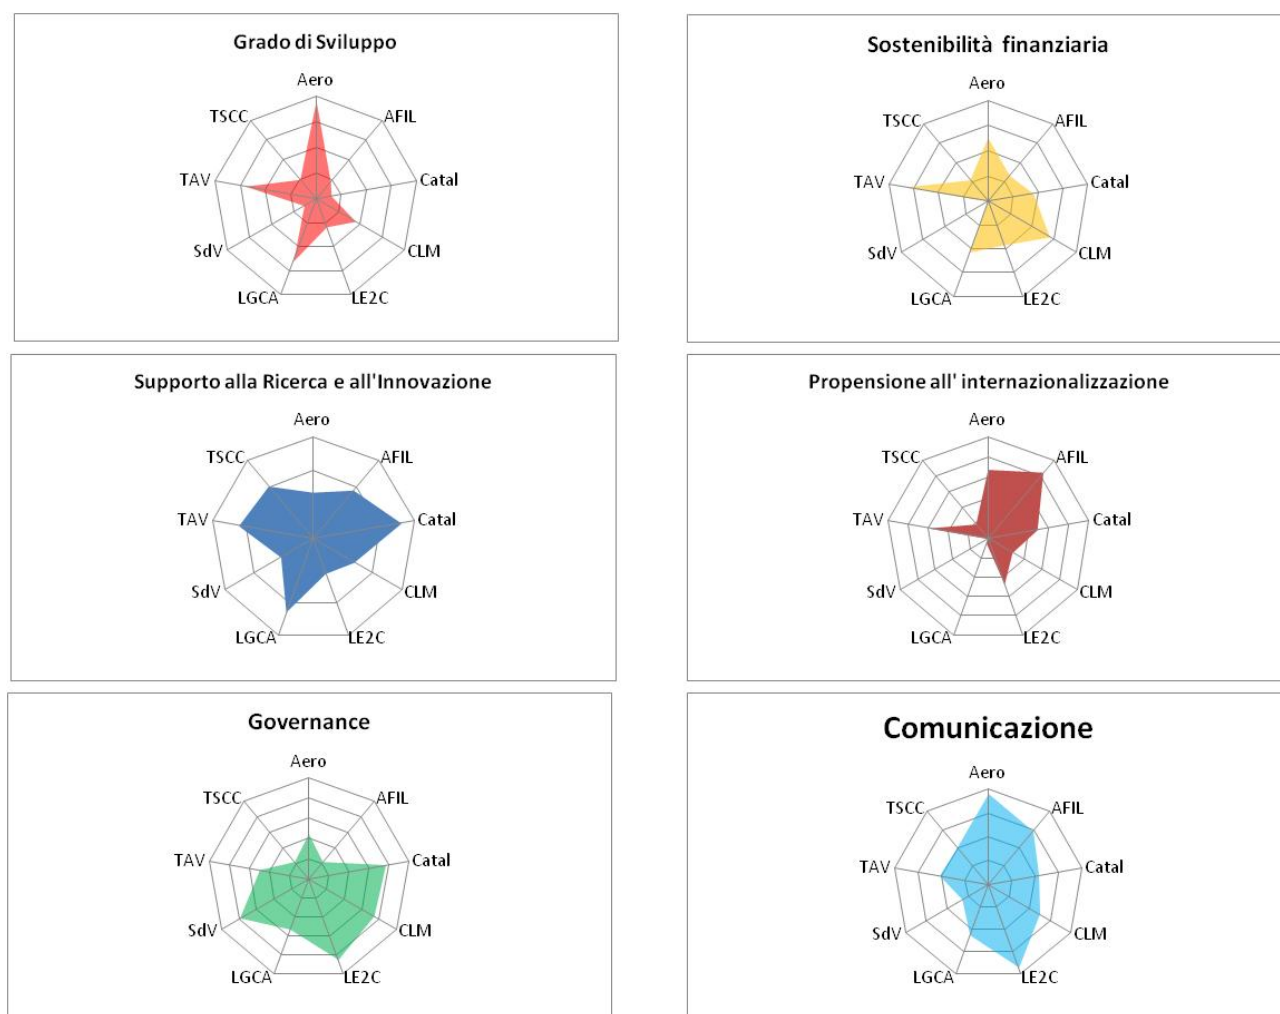 Grado di Sviluppo
Aero
AFIL
Catal
CLM
LE2C
LGCA
SdV
TAV
TSCC
Sostenibilità finanziaria
Aero
AFIL
Catal
CLM
LE2C
LGCA
SdV
TAV
TSCC
Supporto alla Ricerca e all'Innovazione
Aero
AFIL
Catal
CLM
LE2C
LGCA
SdV
TAV
TSCC
Propensione all' internazionalizzazione
Aero
AFIL
Catal
CLM
LE2C
LGCA
SdV
TAV
TSCC
Governance
Aero
AFIL
Catal
CLM
LE2C
LGCA
SdV
TAV
TSCC
Comunicazione
Aero
AFIL
Catal
CLM
LE2C
LGCA
SdV
TAV
TSCC